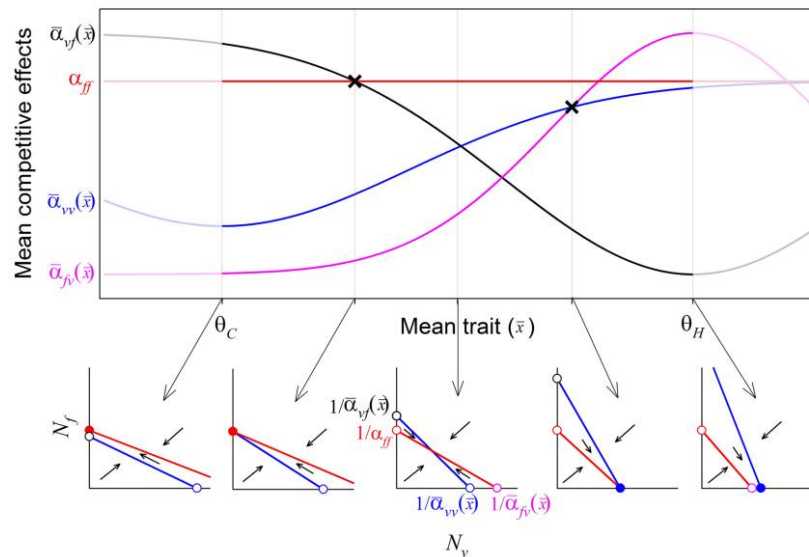 Mean competitive effects
ᾱ_vf(x̄)
α_ff
ᾱ_vv(x̄)
ᾱ_fv(x̄)
θ_C
Mean trait (x̄)
θ_H
N_f
1/ᾱ_vf(x̄)
1/α_ff
1/ᾱ_vv(x̄)
1/ᾱ_fv(x̄)
N_v